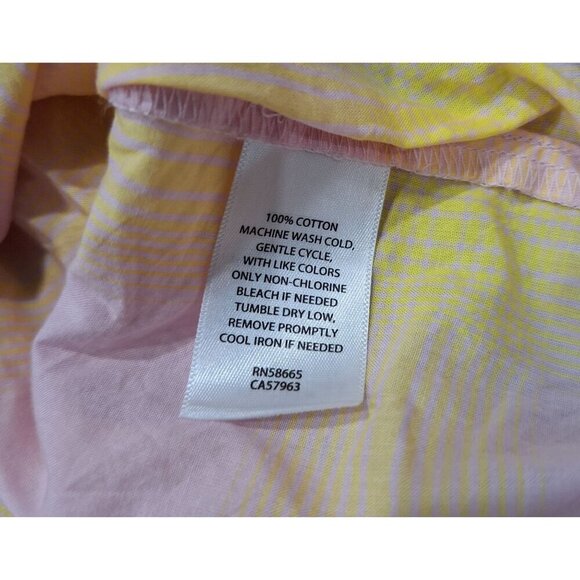 100% COTTON
MACHINE WASH COLD,
GENTLE CYCLE,
WITH LIKE COLORS
ONLY NON-CHLORINE
BLEACH IF NEEDED
TUMBLE DRY LOW,
REMOVE PROMPTLY
COOL IRON IF NEEDED
RN58665
CA57963